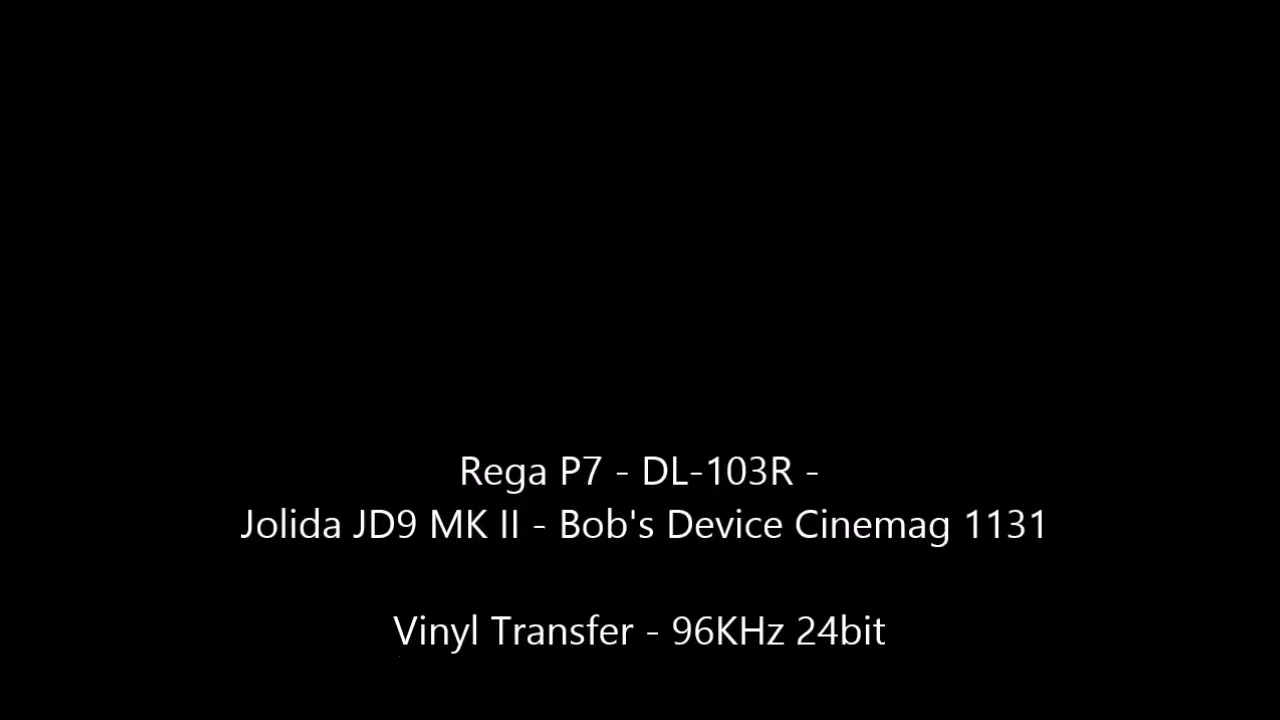 Rega P7 - DL-103R -
Jolida JD9 MK II - Bob's Device Cinemag 1131
Vinyl Transfer - 96KHz 24bit